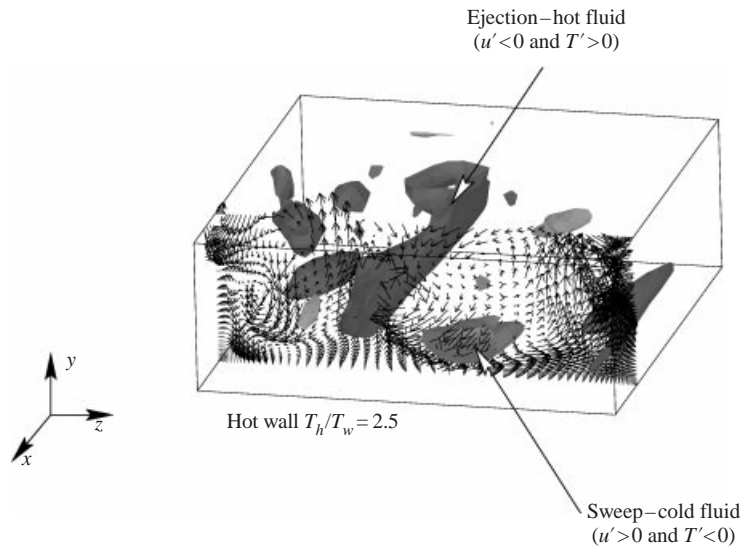 Ejection–hot fluid
(u′<0 and T′>0)
y
z
x
Hot wall T_h/T_w = 2.5
Sweep–cold fluid
(u′>0 and T′<0)